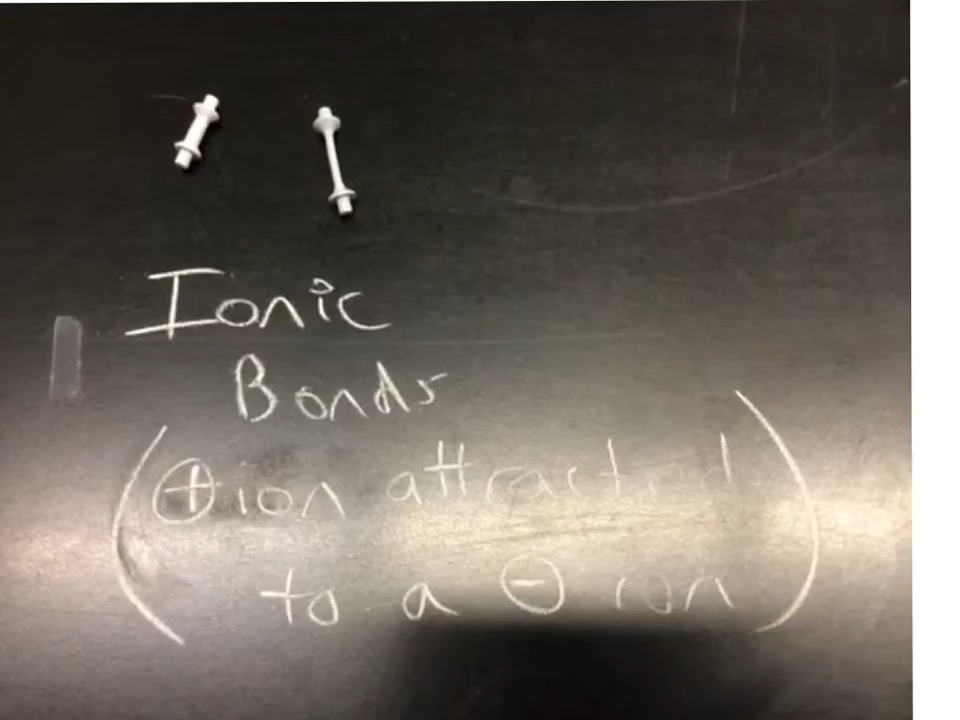 Ionic
Bonds
(⊕ ion attracted
to a ⊖ ion)